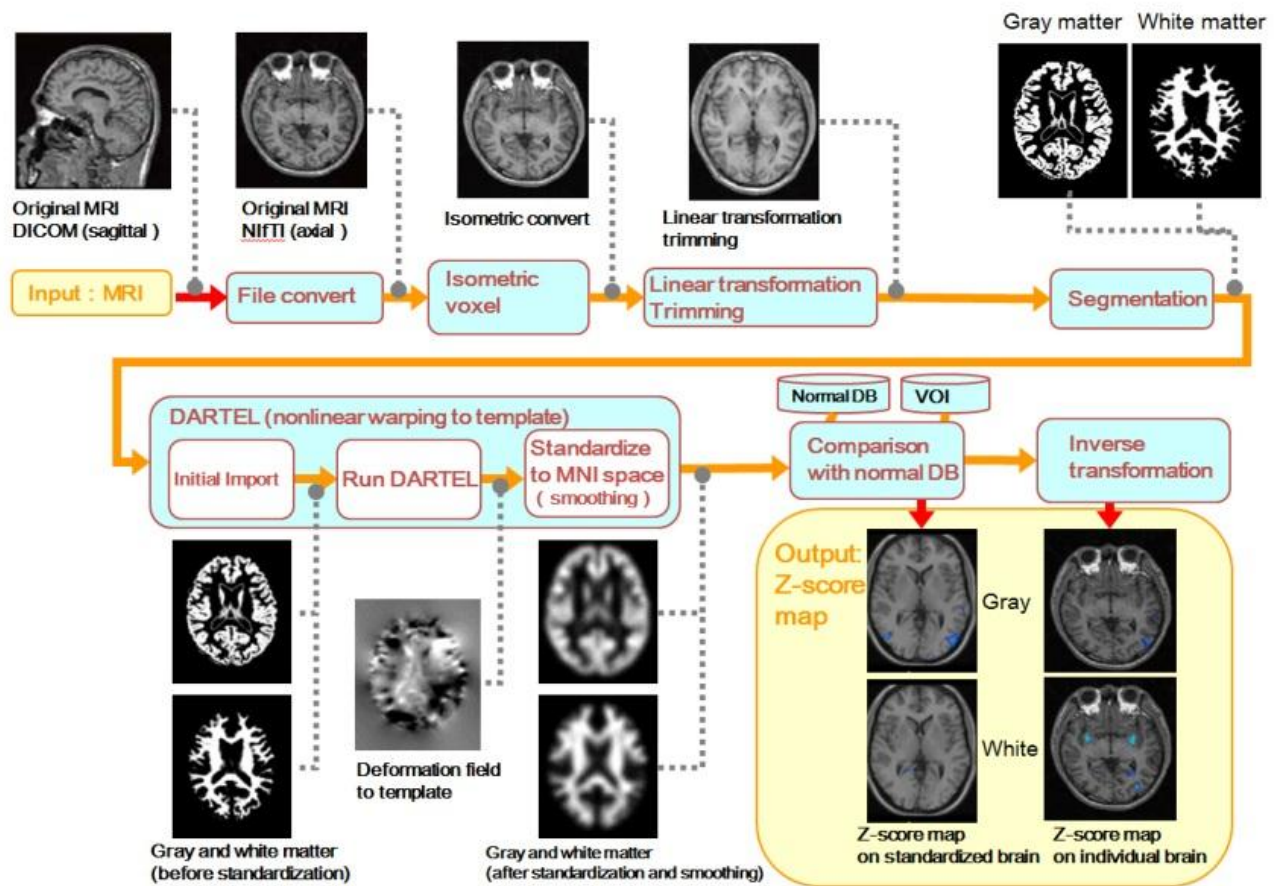 Gray matter
White matter
Original MRI
DICOM (sagittal )
Original MRI
NIfTI (axial )
Isometric convert
Linear transformation
trimming
Input : MRI
File convert
Isometric
voxel
Linear transformation
Trimming
Segmentation
DARTEL (nonlinear warping to template)
Initial Import
Run DARTEL
Standardize
to MNI space
( smoothing )
Normal DB
VOI
Comparison
with normal DB
Inverse
transformation
Output:
Z-score
map
Gray
White
Deformation field
to template
Gray and white matter
(before standardization)
Gray and white matter
(after standardization and smoothing)
Z-score map
on standardized brain
Z-score map
on individual brain